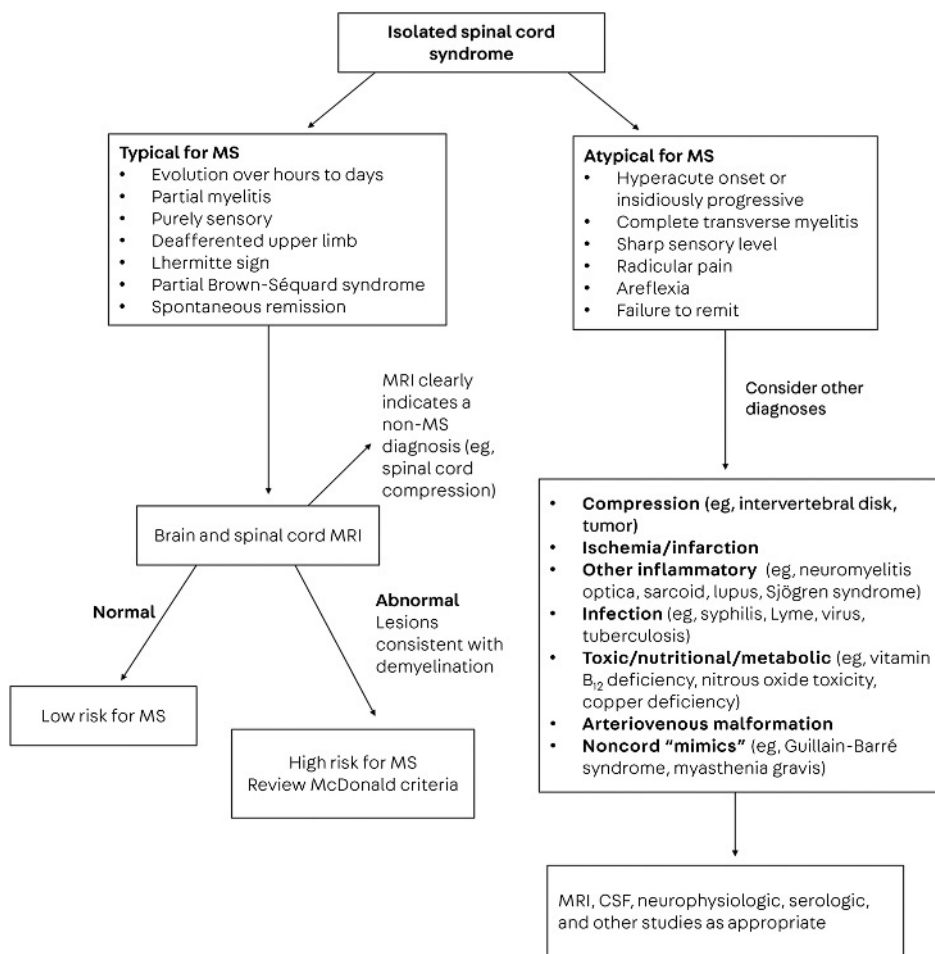 Isolated spinal cord
syndrome
Typical for MS
• Evolution over hours to days
• Partial myelitis
• Purely sensory
• Deafferented upper limb
• Lhermitte sign
• Partial Brown-Séquard syndrome
• Spontaneous remission
Atypical for MS
• Hyperacute onset or
insidiously progressive
• Complete transverse myelitis
• Sharp sensory level
• Radicular pain
• Areflexia
• Failure to remit
MRI clearly
indicates a
non-MS
diagnosis (eg,
spinal cord
compression)
Consider other
diagnoses
Brain and spinal cord MRI
Normal
Abnormal
Lesions
consistent with
demyelination
Low risk for MS
High risk for MS
Review McDonald criteria
• Compression (eg, intervertebral disk,
tumor)
• Ischemia/infarction
• Other inflammatory (eg, neuromyelitis
optica, sarcoid, lupus, Sjögren syndrome)
• Infection (eg, syphilis, Lyme, virus,
tuberculosis)
• Toxic/nutritional/metabolic (eg, vitamin
B₁₂ deficiency, nitrous oxide toxicity,
copper deficiency)
• Arteriovenous malformation
• Noncord “mimics” (eg, Guillain-Barré
syndrome, myasthenia gravis)
MRI, CSF, neurophysiologic, serologic,
and other studies as appropriate